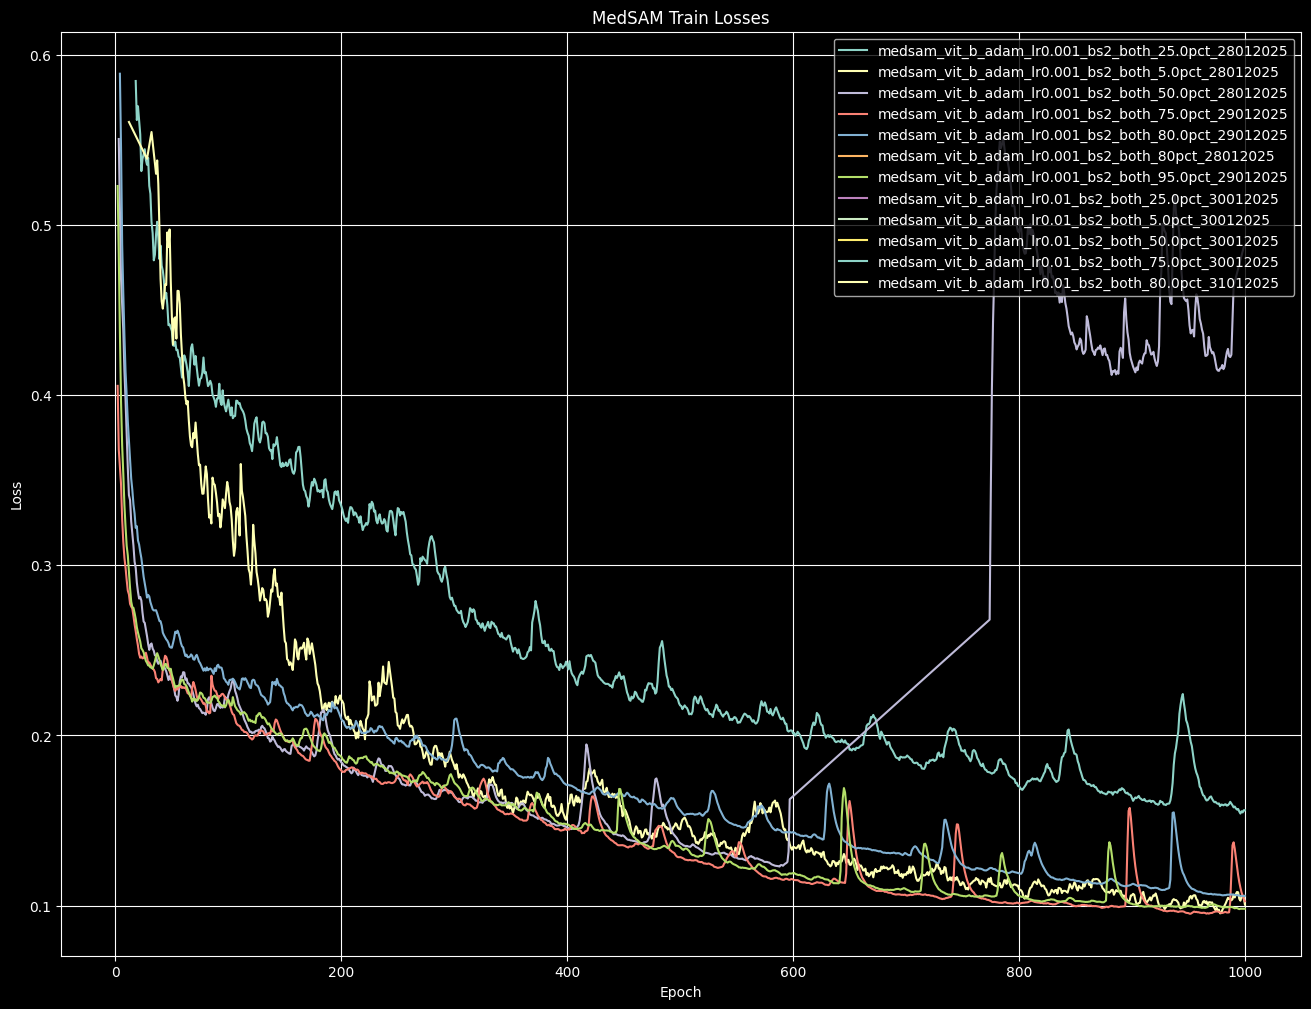 MedSAM Train Losses
medsam_vit_b_adam_lr0.001_bs2_both_25.0pct_28012025
medsam_vit_b_adam_lr0.001_bs2_both_5.0pct_28012025
medsam_vit_b_adam_lr0.001_bs2_both_50.0pct_28012025
medsam_vit_b_adam_lr0.001_bs2_both_75.0pct_29012025
medsam_vit_b_adam_lr0.001_bs2_both_80.0pct_29012025
medsam_vit_b_adam_lr0.001_bs2_both_80pct_28012025
medsam_vit_b_adam_lr0.001_bs2_both_95.0pct_29012025
medsam_vit_b_adam_lr0.01_bs2_both_25.0pct_30012025
medsam_vit_b_adam_lr0.01_bs2_both_5.0pct_30012025
medsam_vit_b_adam_lr0.01_bs2_both_50.0pct_30012025
medsam_vit_b_adam_lr0.01_bs2_both_75.0pct_30012025
medsam_vit_b_adam_lr0.01_bs2_both_80.0pct_31012025
0.6
0.5
0.4
0.3
0.2
0.1
Loss
0 200 400 600 800 1000
Epoch